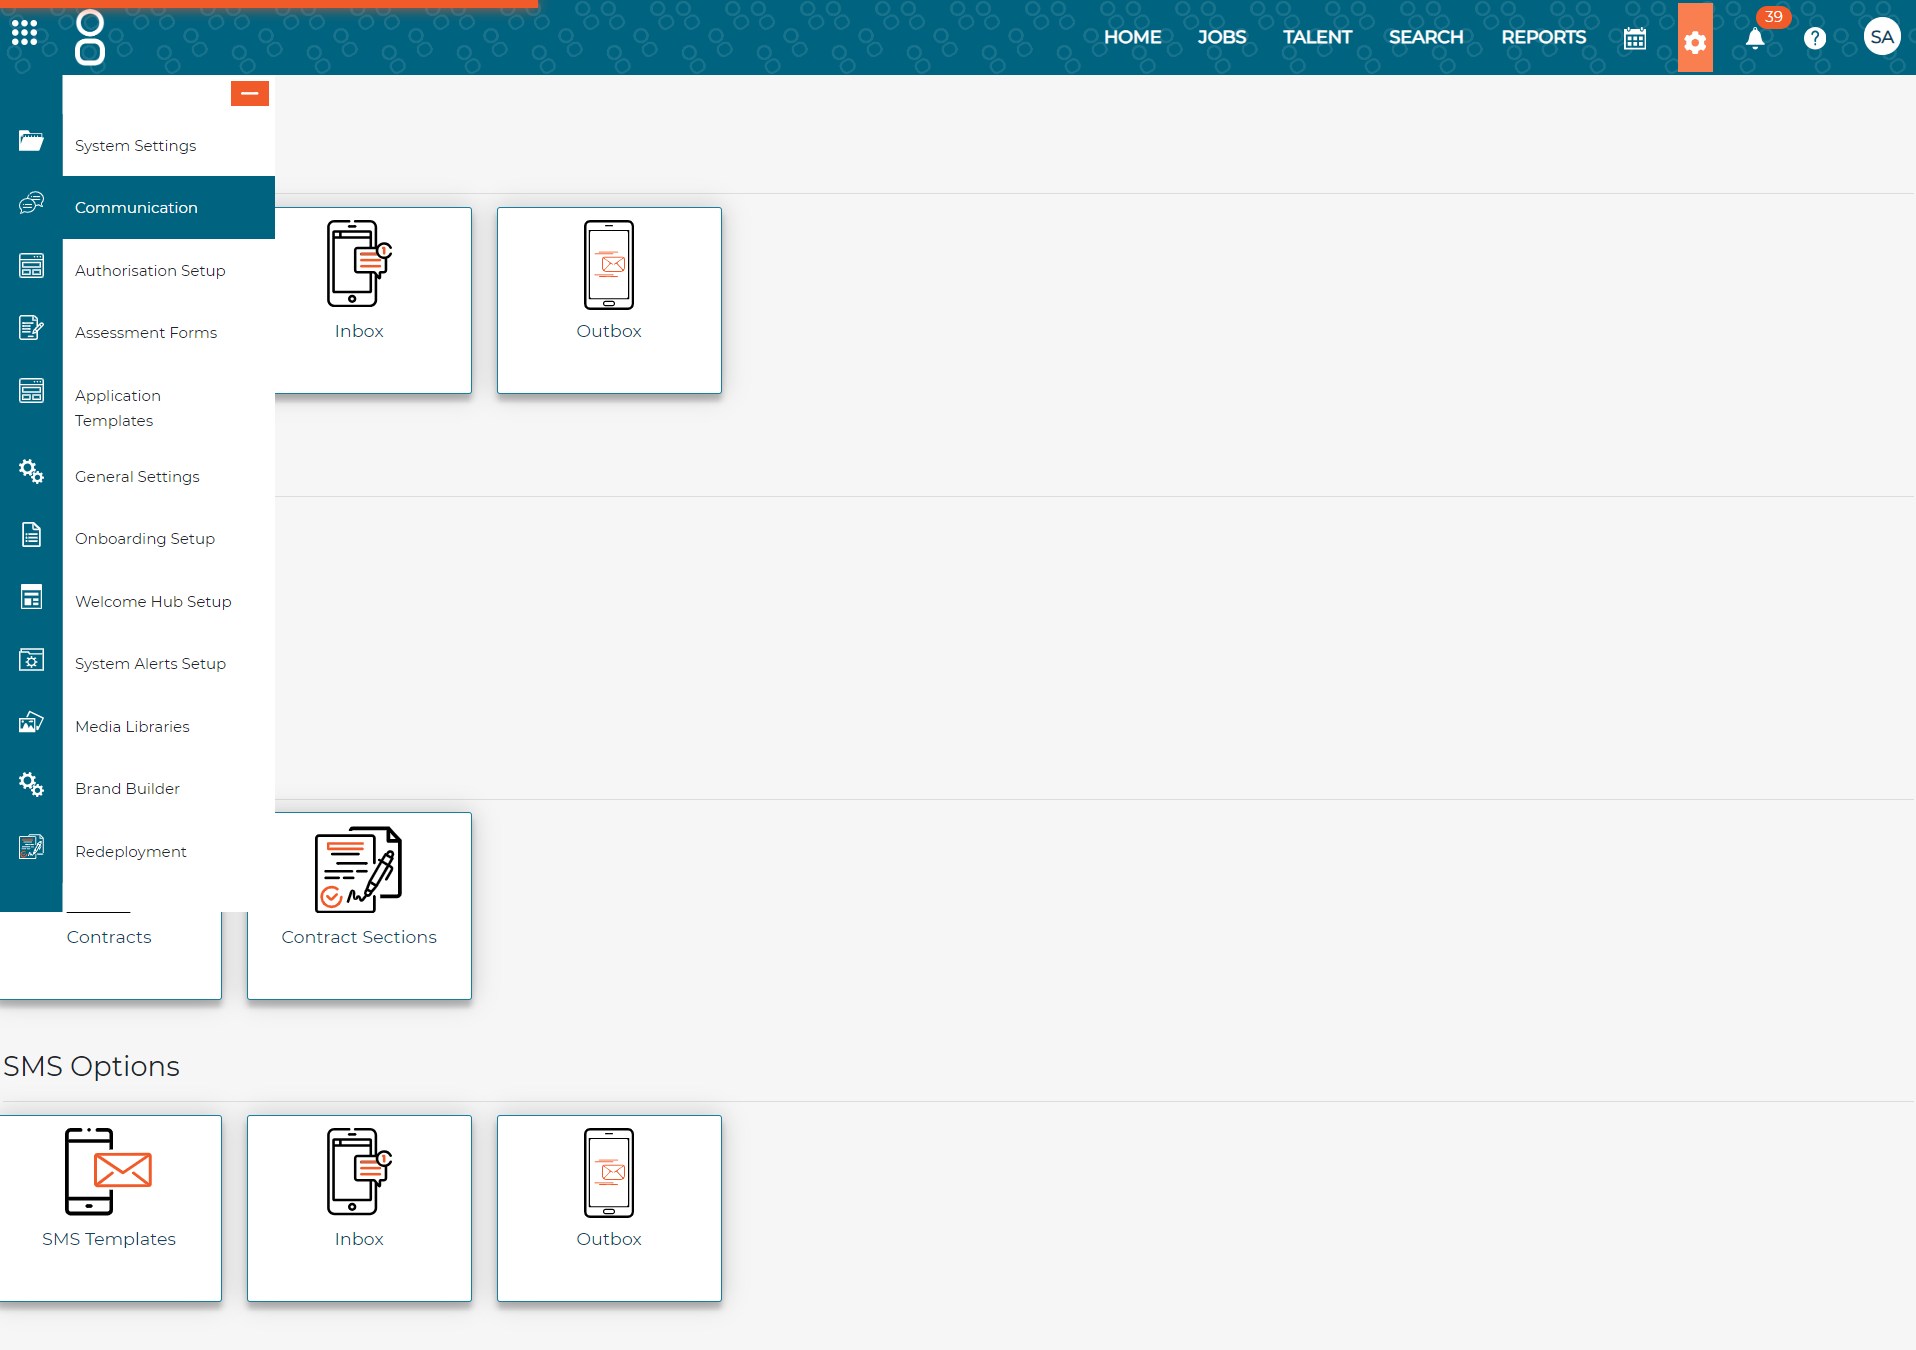 HOME
JOBS
TALENT
SEARCH
REPORTS
39
SA
System Settings
Communication
Authorisation Setup
Assessment Forms
Application
Templates
General Settings
Onboarding Setup
Welcome Hub Setup
System Alerts Setup
Media Libraries
Brand Builder
Redeployment
Inbox
Outbox
Contracts
Contract Sections
SMS Options
SMS Templates
Inbox
Outbox